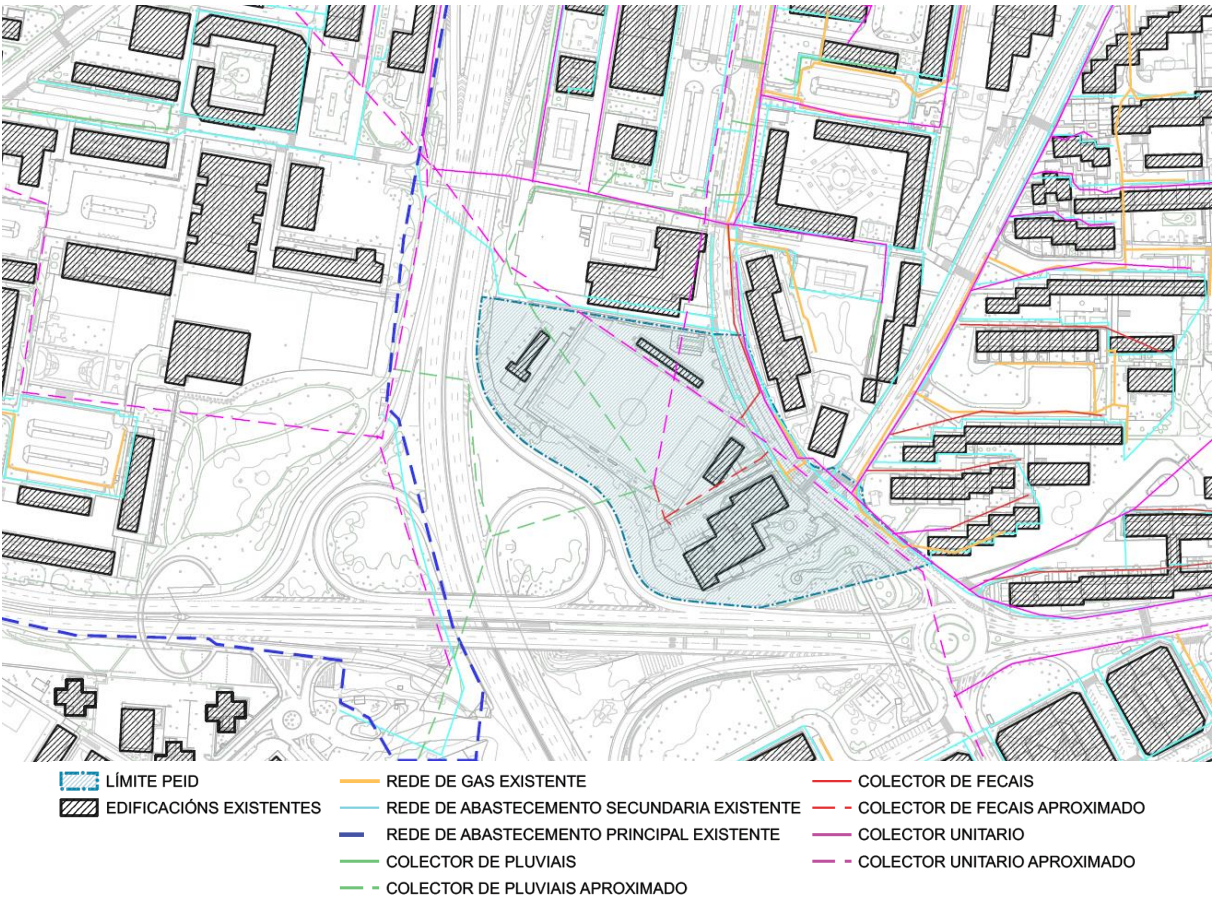 LÍMITE PEID
EDIFICACIÓNS EXISTENTES
REDE DE GAS EXISTENTE
REDE DE ABASTECEMENTO SECUNDARIA EXISTENTE
REDE DE ABASTECEMENTO PRINCIPAL EXISTENTE
COLECTOR DE PLUVIAIS
COLECTOR DE PLUVIAIS APROXIMADO
COLECTOR DE FECAIS
COLECTOR DE FECAIS APROXIMADO
COLECTOR UNITARIO
COLECTOR UNITARIO APROXIMADO